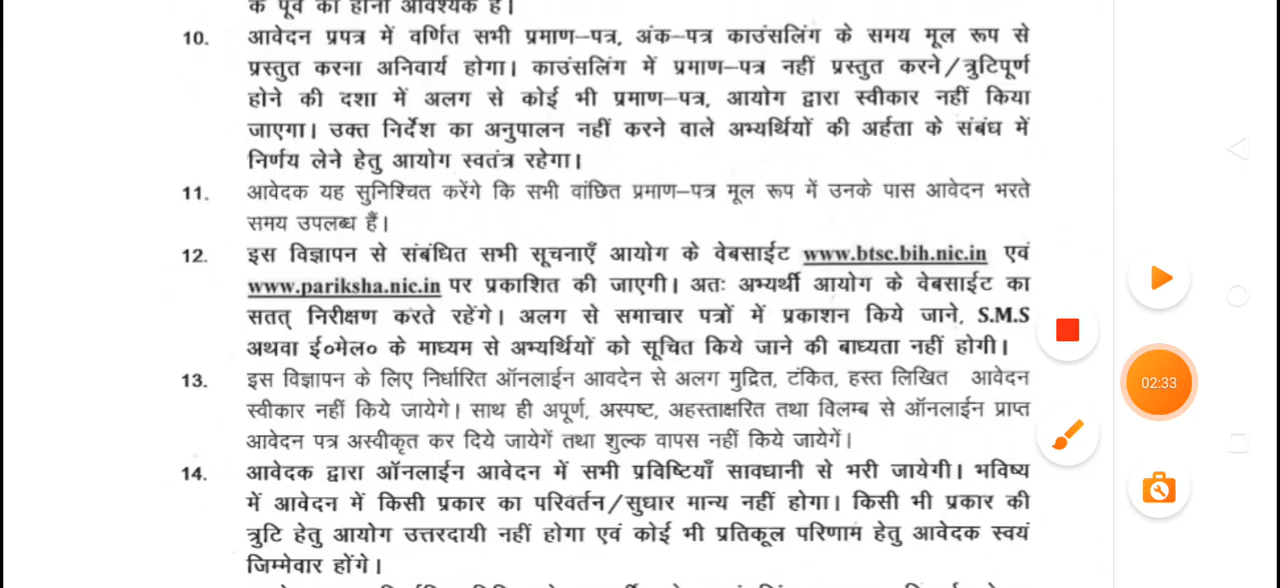 के पूर्व का होना आवश्यक है।
10. आवेदन प्रपत्र में वर्णित सभी प्रमाण–पत्र, अंक–पत्र काउंसलिंग के समय मूल रूप से
प्रस्तुत करना अनिवार्य होगा। काउंसलिंग में प्रमाण–पत्र नहीं प्रस्तुत करने/त्रुटिपूर्ण
होने की दशा में अलग से कोई भी प्रमाण–पत्र, आयोग द्वारा स्वीकार नहीं किया
जाएगा। उक्त निर्देश का अनुपालन नहीं करने वाले अभ्यर्थियों की अर्हता के संबंध में
निर्णय लेने हेतु आयोग स्वतंत्र रहेगा।
11. आवेदक यह सुनिश्चित करेंगे कि सभी वांछित प्रमाण–पत्र मूल रूप में उनके पास आवेदन भरते
समय उपलब्ध हैं।
12. इस विज्ञापन से संबंधित सभी सूचनाएँ आयोग के वेबसाईट www.btsc.bih.nic.in एवं
www.pariksha.nic.in पर प्रकाशित की जाएगी। अतः अभ्यर्थी आयोग के वेबसाईट का
सतत् निरीक्षण करते रहेंगे। अलग से समाचार पत्रों में प्रकाशन किये जाने, S.M.S
अथवा ई०मेल० के माध्यम से अभ्यर्थियों को सूचित किये जाने की बाध्यता नहीं होगी।
13. इस विज्ञापन के लिए निर्धारित ऑनलाईन आवदेन से अलग मुद्रित, टंकित, हस्त लिखित आवेदन
स्वीकार नहीं किये जायेगे। साथ ही अपूर्ण, अस्पष्ट, अहस्ताक्षरित तथा विलम्ब से ऑनलाईन प्राप्त
आवेदन पत्र अस्वीकृत कर दिये जायेगें तथा शुल्क वापस नहीं किये जायेगें।
14. आवेदक द्वारा ऑनलाईन आवेदन में सभी प्रविष्टियाँ सावधानी से भरी जायेगी। भविष्य
में आवेदन में किसी प्रकार का परिवर्तन/सुधार मान्य नहीं होगा। किसी भी प्रकार की
त्रुटि हेतु आयोग उत्तरदायी नहीं होगा एवं कोई भी प्रतिकूल परिणाम हेतु आवेदक स्वयं
जिम्मेवार होंगे।
02:33